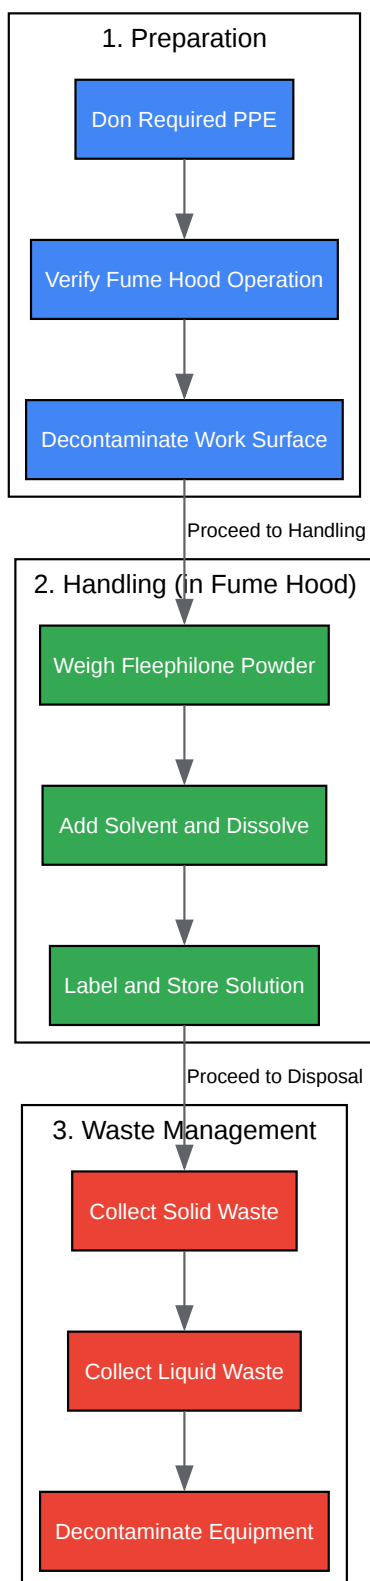 1. Preparation
Don Required PPE
Verify Fume Hood Operation
Decontaminate Work Surface
Proceed to Handling
2. Handling (in Fume Hood)
Weigh Fleephilone Powder
Add Solvent and Dissolve
Label and Store Solution
Proceed to Disposal
3. Waste Management
Collect Solid Waste
Collect Liquid Waste
Decontaminate Equipment